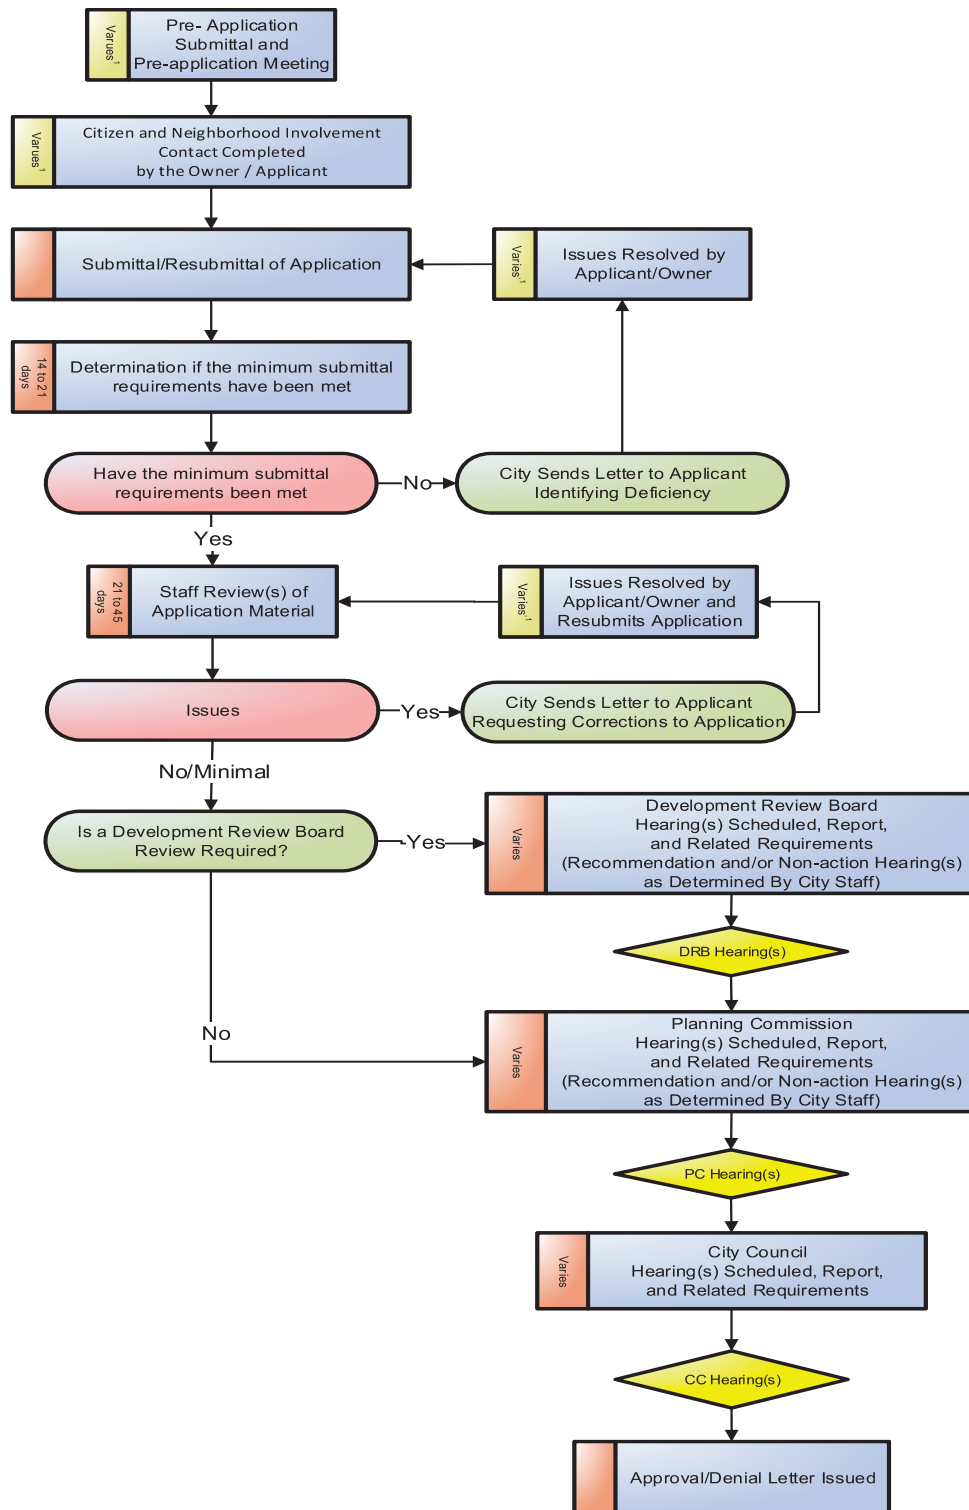 Varues¹
Pre- Application
Submittal and
Pre-application Meeting
Varues¹
Citizen and Neighborhood Involvement
Contact Completed
by the Owner / Applicant
Submittal/Resubmittal of Application
Varies'¹
Issues Resolved by
Applicant/Owner
14 to 21
days
Determination if the minimum submittal
requirements have been met
Have the minimum submittal
requirements been met
No
City Sends Letter to Applicant
Identifying Deficiency
Yes
21 to 45
days
Staff Review(s) of
Application Material
Varies'¹
Issues Resolved by
Applicant/Owner and
Resubmits Application
Issues
Yes
City Sends Letter to Applicant
Requesting Corrections to Application
No/Minimal
Is a Development Review Board
Review Required?
Yes
Varies
Development Review Board
Hearing(s) Scheduled, Report,
and Related Requirements
(Recommendation and/or Non-action Hearing(s)
as Determined By City Staff)
DRB Hearing(s)
No
Varies
Planning Commission
Hearing(s) Scheduled, Report,
and Related Requirements
(Recommendation and/or Non-action Hearing(s)
as Determined By City Staff)
PC Hearing(s)
Varies
City Council
Hearing(s) Scheduled, Report,
and Related Requirements
CC Hearing(s)
Approval/Denial Letter Issued